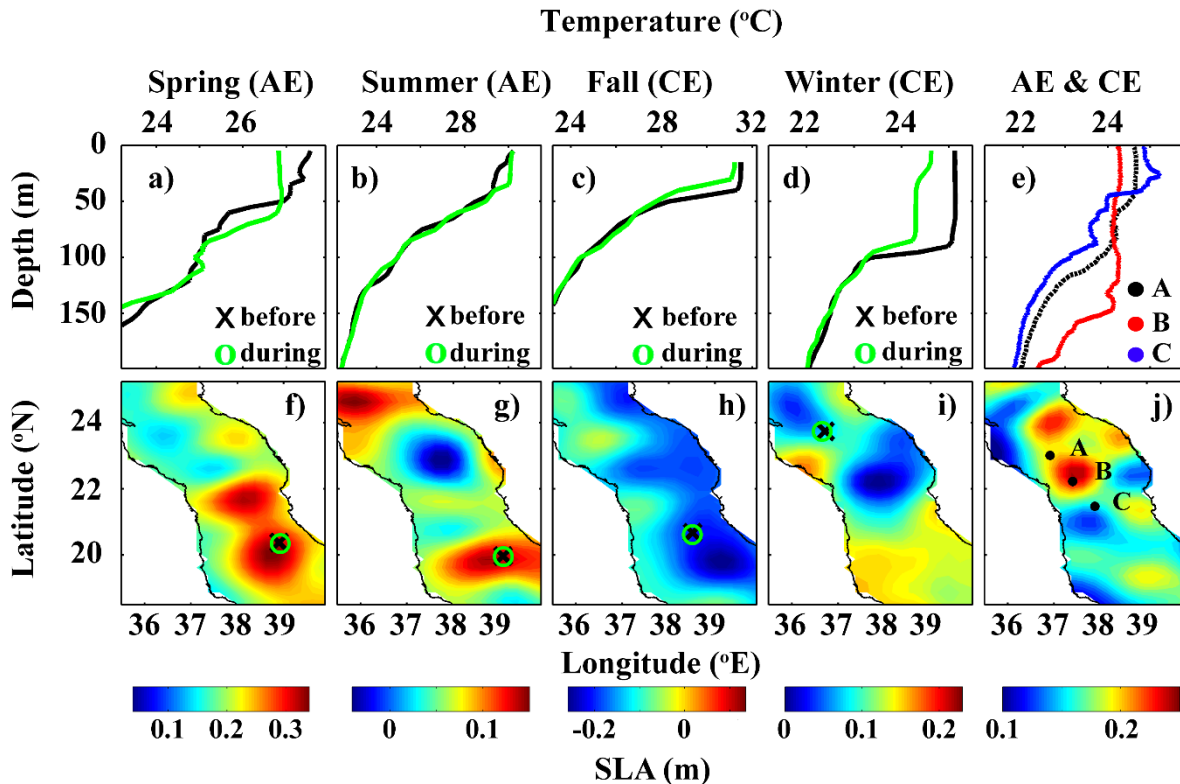 Temperature (°C)
Spring (AE) Summer (AE) Fall (CE) Winter (CE) AE & CE
24 26 24 28 24 28 32 22 24 22 24
0
50
100
150
Depth (m)
a) b) c) d) e)
X before X before X before X before A
O during O during O during O during B
C
f) g) h) i) j)
24
22
20
Latitude (°N)
A
B
C
36 37 38 39 36 37 38 39 36 37 38 39 36 37 38 39 36 37 38 39
Longitude (°E)
0.1 0.2 0.3 0 0.1 -0.2 0 0 0.1 0.2 0.1 0.2
SLA (m)